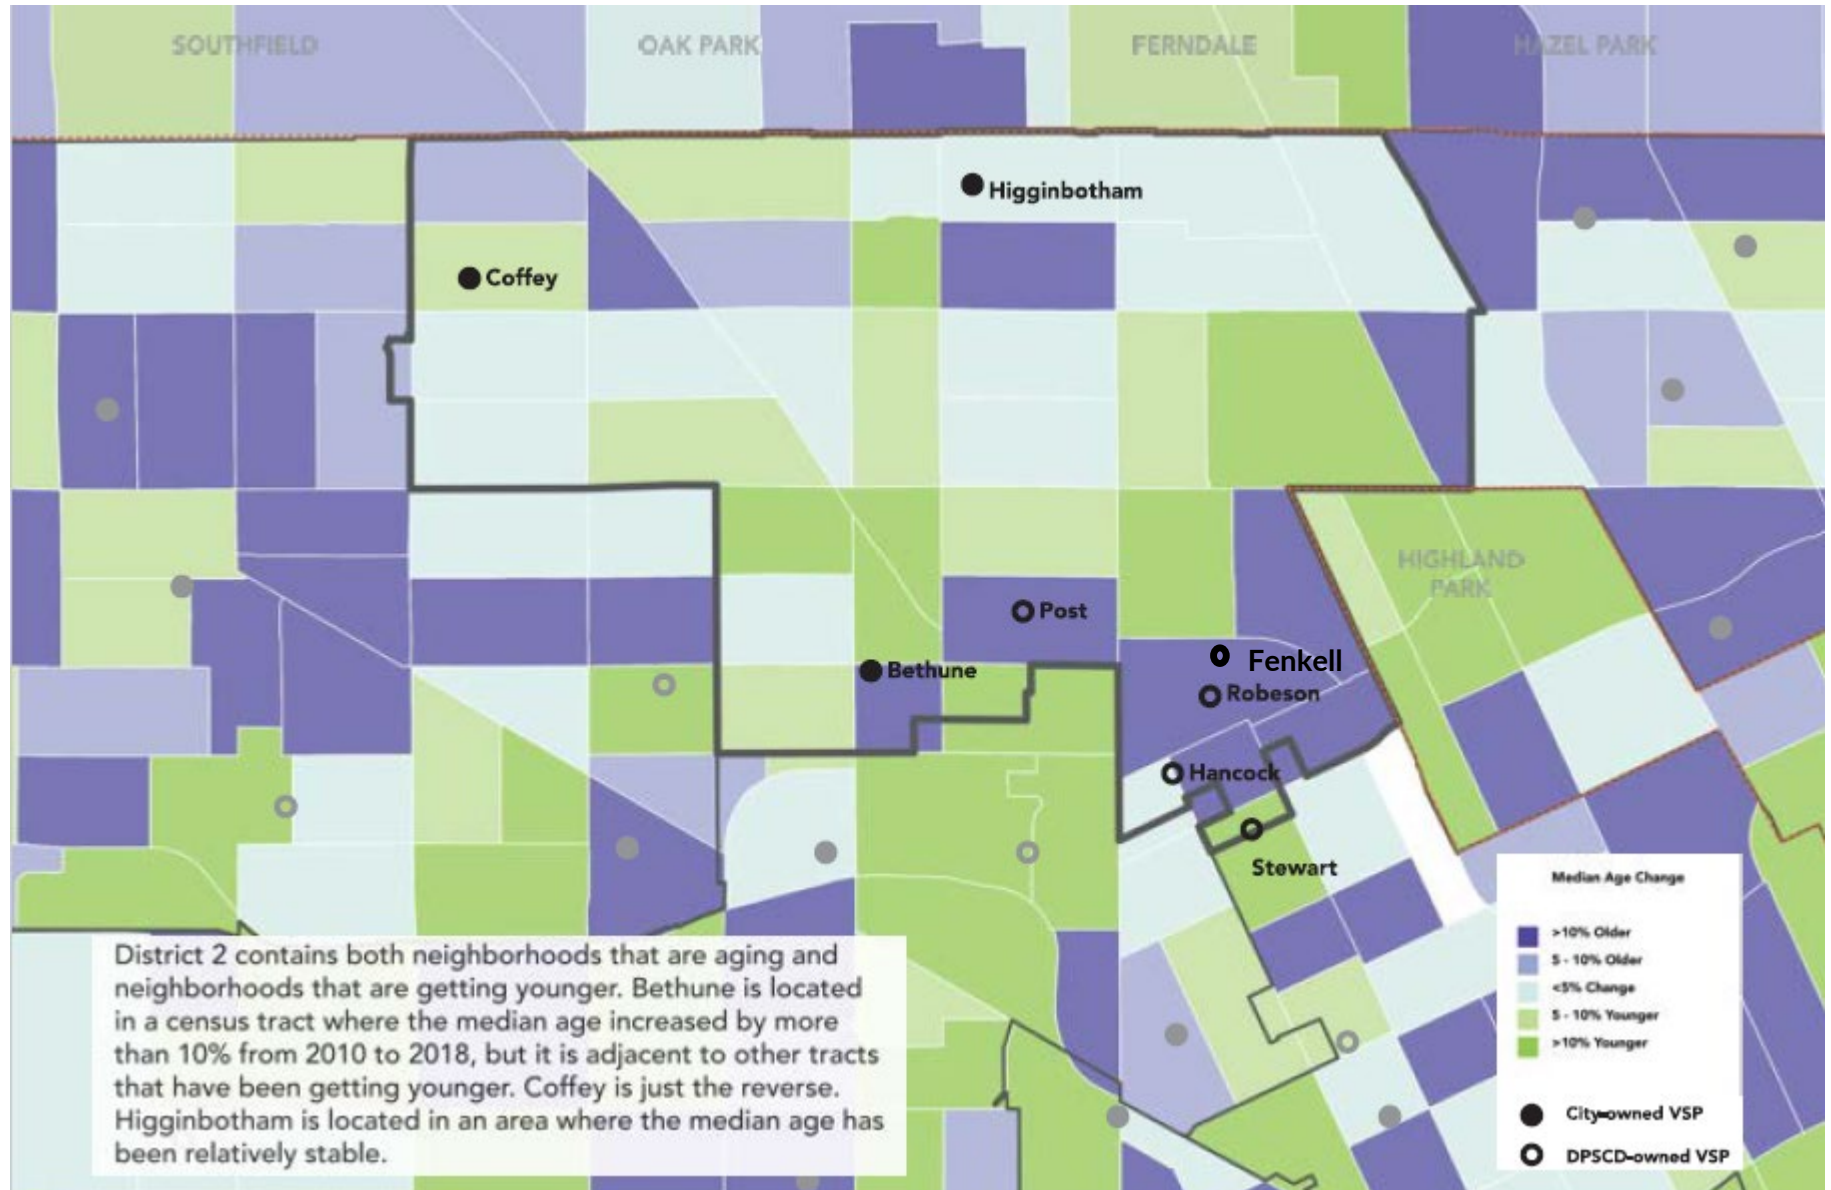 SOUTHFIELD
OAK PARK
FERNDALE
HAZEL PARK
Higginbotham
Coffey
HIGHLAND
PARK
Post
Fenkell
Bethune
Robeson
Hancock
Stewart
Median Age Change
>10% Older
5 - 10% Older
<5% Change
5 - 10% Younger
>10% Younger
City-owned VSP
DPSCD-owned VSP
District 2 contains both neighborhoods that are aging and
neighborhoods that are getting younger. Bethune is located
in a census tract where the median age increased by more
than 10% from 2010 to 2018, but it is adjacent to other tracts
that have been getting younger. Coffey is just the reverse.
Higginbotham is located in an area where the median age has
been relatively stable.